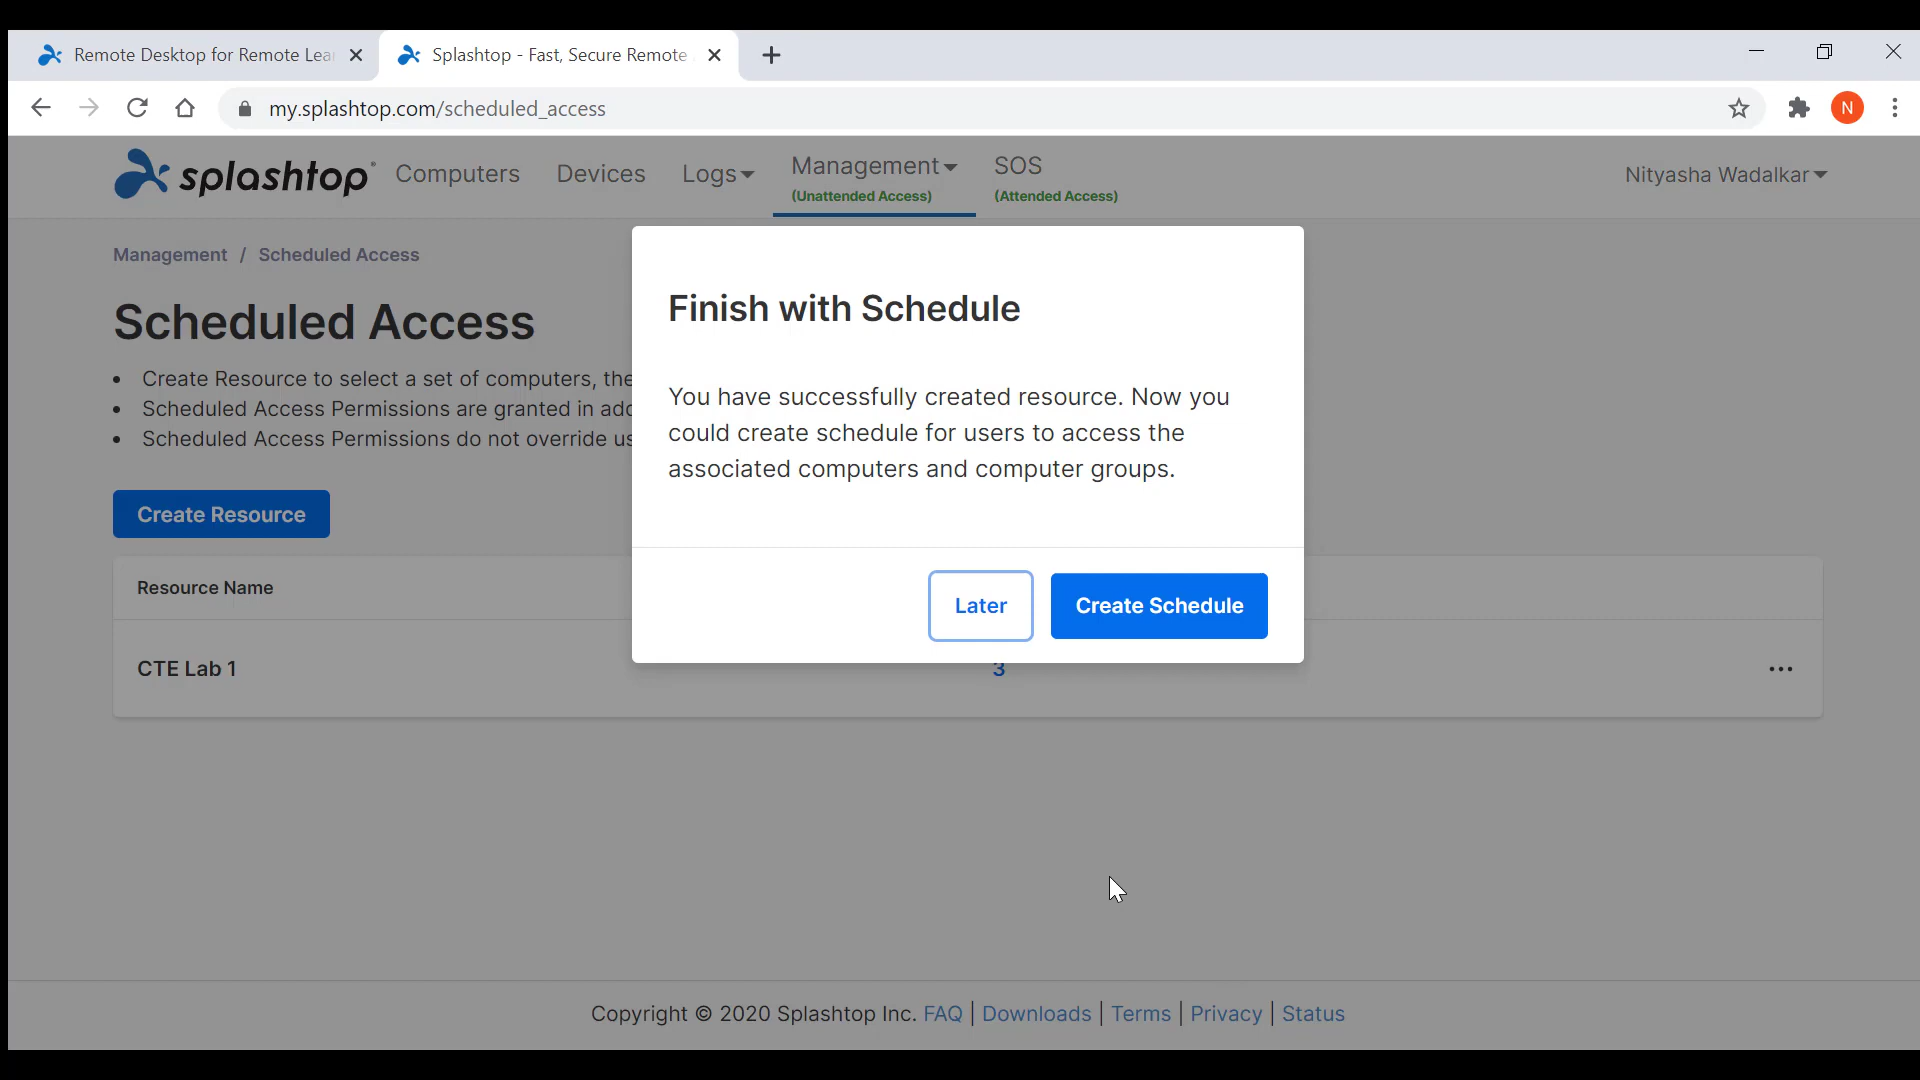 Remote Desktop for Remote Lea
Splashtop - Fast, Secure Remote
my.splashtop.com/scheduled_access
N
splashtop
Computers
Devices
Logs
Management
(Unattended Access)
SOS
(Attended Access)
Nityasha Wadalkar
Management / Scheduled Access
Scheduled Access
• Create Resource to select a set of computers, the
• Scheduled Access Permissions are granted in add
• Scheduled Access Permissions do not override us
Create Resource
Resource Name
CTE Lab 1
3
Finish with Schedule
You have successfully created resource. Now you
could create schedule for users to access the
associated computers and computer groups.
Later
Create Schedule
Copyright © 2020 Splashtop Inc. FAQ | Downloads | Terms | Privacy | Status